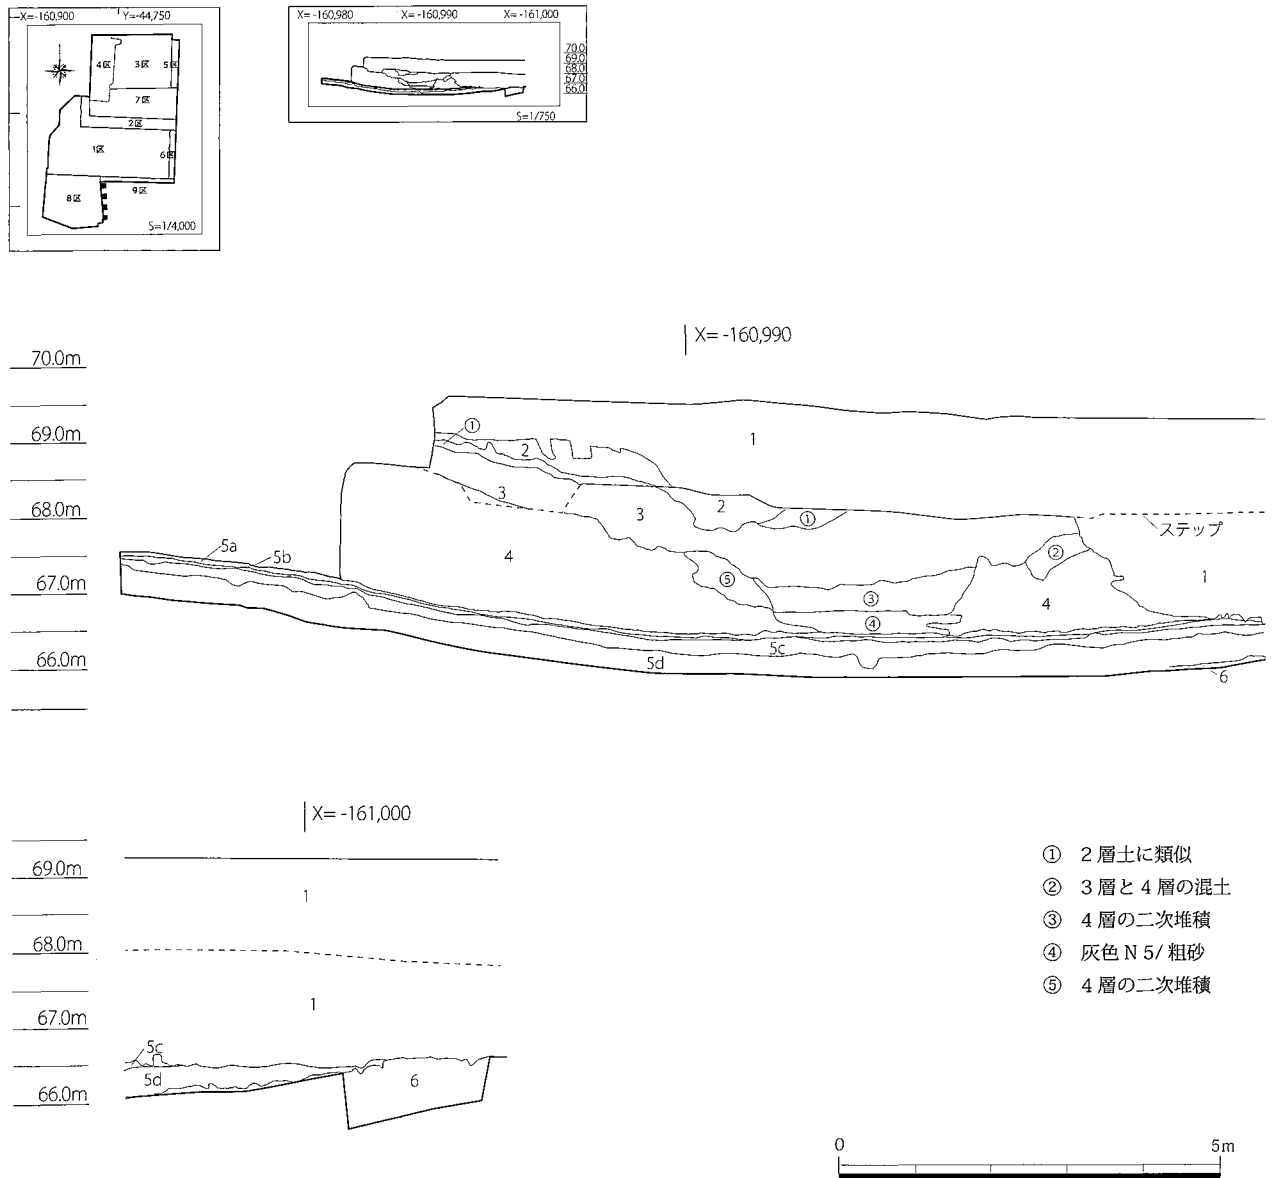 X=-160,900 Y=-44,750
4区 3区 5区
7区
2区
1区 6区
8区 9区
S=1/4,000
X= -160,980 X= -160,990 X= -161,000
70.0
69.0
68.0
67.0
66.0
S=1/750
X= -160,990
70.0m
69.0m
68.0m
67.0m
66.0m
① 2 1
3 3 2 ①
ステップ
5a 5b 4 ⑤ ② 1
③ 4
④
5c
5d
6
X= -161,000
69.0m
68.0m
67.0m
66.0m
1
1
5c
5d
6
① 2層土に類似
② 3層と4層の混土
③ 4層の二次堆積
④ 灰色 N 5/ 粗砂
⑤ 4層の二次堆積
0 5m